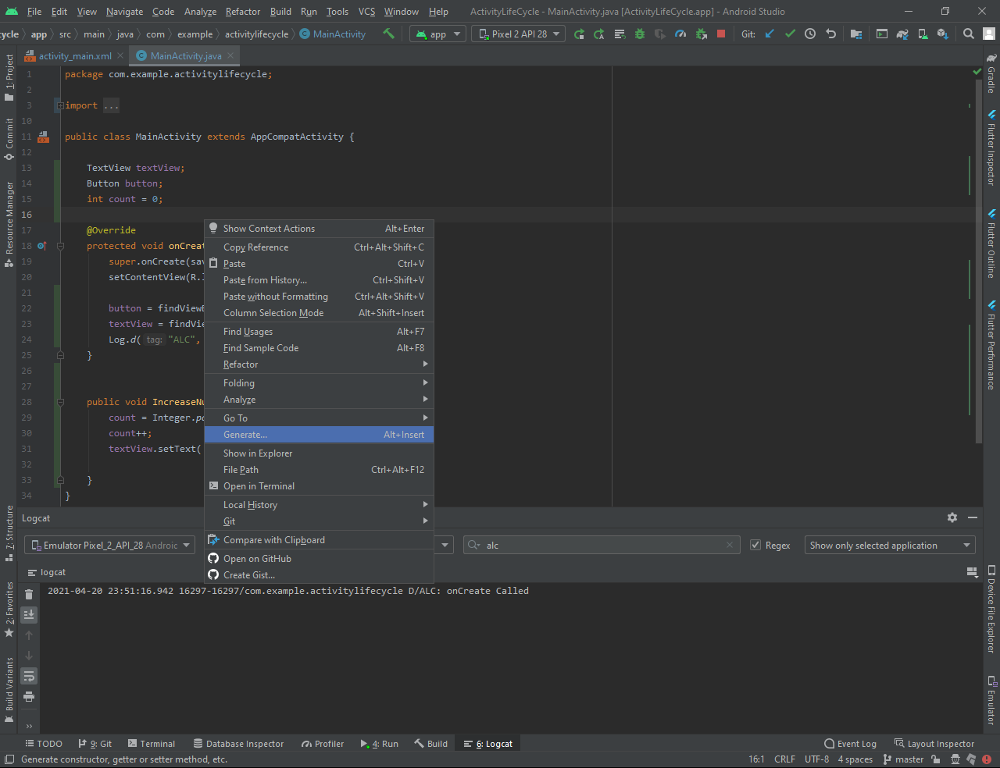 File Edit View Navigate Code Analyze Refactor Build Run Tools VCS Window Help ActivityLifeCycle - MainActivity.java [ActivityLifeCycle.app] - Android Studio
cycle app src main java com example activitylifecycle MainActivity app Pixel 2 API 28 Git:
activity_main.xml MainActivity.java
1 package com.example.activitylifecycle;
2
3 import ...
10
11 public class MainActivity extends AppCompatActivity {
12
13 TextView textView;
14 Button button;
15 int count = 0;
16
17 @Override
18 protected void onCreat
19 super.onCreate(sav
20 setContentView(R.l
21
22 button = findViewB
23 textView = findVie
24 Log.d( tag: "ALC",
25 }
26
27
28 public void IncreaseNu
29 count = Integer.pa
30 count++;
31 textView.setText(
32
33 }
34 }
Show Context Actions Alt+Enter
Copy Reference Ctrl+Alt+Shift+C
Paste Ctrl+V
Paste from History... Ctrl+Shift+V
Paste without Formatting Ctrl+Alt+Shift+V
Column Selection Mode Alt+Shift+Insert
Find Usages Alt+F7
Find Sample Code Alt+F8
Refactor
Folding
Analyze
Go To
Generate... Alt+Insert
Show in Explorer
File Path Ctrl+Alt+F12
Open in Terminal
Local History
Git
Compare with Clipboard
Open on GitHub
Create Gist...
1: Project
Commit
Resource Manager
7: Structure
2: Favorites
Build Variants
Gradle
Flutter Inspector
Flutter Outline
Flutter Performance
Device File Explorer
Emulator
Logcat
Emulator Pixel_2_API_28 Androic alc Regex Show only selected application
logcat
2021-04-20 23:51:16.942 16297-16297/com.example.activitylifecycle D/ALC: onCreate Called
TODO 9: Git Terminal Database Inspector Profiler 4: Run Build 6: Logcat Event Log Layout Inspector
Generate constructor, getter or setter method, etc. 16:1 CRLF UTF-8 4 spaces master